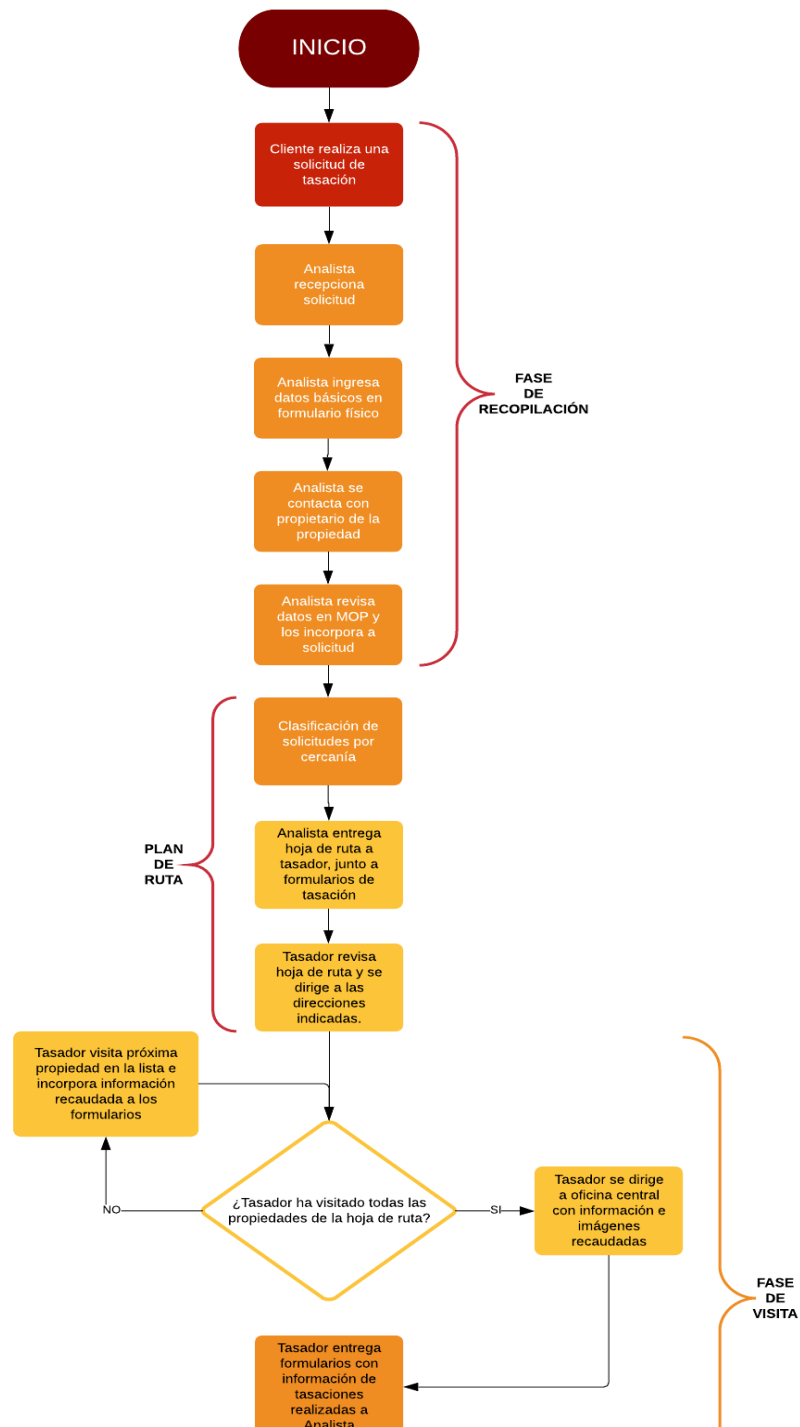 INICIO
Cliente realiza una
solicitud de
tasación
Analista
recepciona
solicitud
Analista ingresa
datos básicos en
formulario físico
FASE
DE
RECOPILACIÓN
Analista se
contacta con
propietario de la
propiedad
Analista revisa
datos en MOP y
los incorpora a
solicitud
Clasificación de
solicitudes por
cercanía
PLAN
DE
RUTA
Analista entrega
hoja de ruta a
tasador, junto a
formularios de
tasación
Tasador revisa
hoja de ruta y se
dirige a las
direcciones
indicadas.
Tasador visita próxima
propiedad en la lista e
incorpora información
recaudada a los
formularios
¿Tasador ha visitado todas las
propiedades de la hoja de ruta?
NO
SI
Tasador se dirige
a oficina central
con información e
imágenes
recaudadas
FASE
DE
VISITA
Tasador entrega
formularios con
información de
tasaciones
realizadas a
Analista